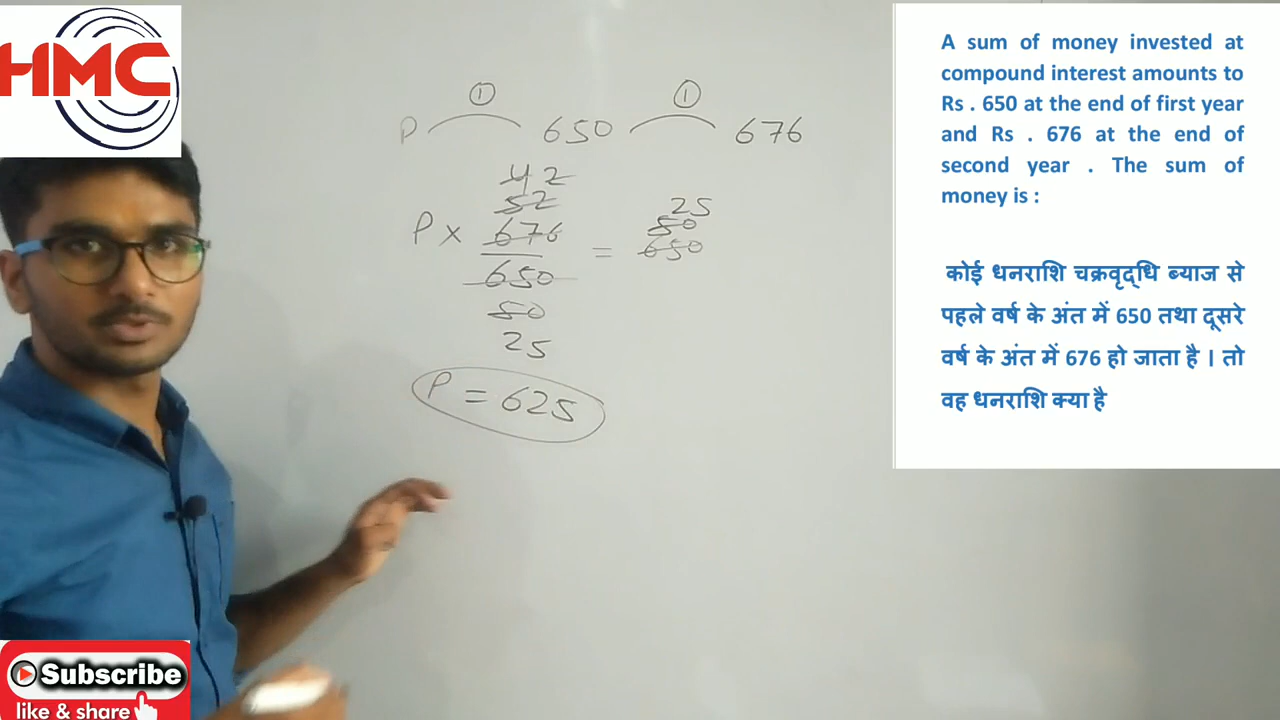 HMC
A sum of money invested at
compound interest amounts to
Rs . 650 at the end of first year
and Rs . 676 at the end of
second year . The sum of
money is :
कोई धनराशि चक्रवृद्धि ब्याज से
पहले वर्ष के अंत में 650 तथा दूसरे
वर्ष के अंत में 676 हो जाता है । तो
वह धनराशि क्या है
1 1
P 650 676
42
52 25
P x 676 50
= 650
650
50
25
P = 625
Subscribe
like & share